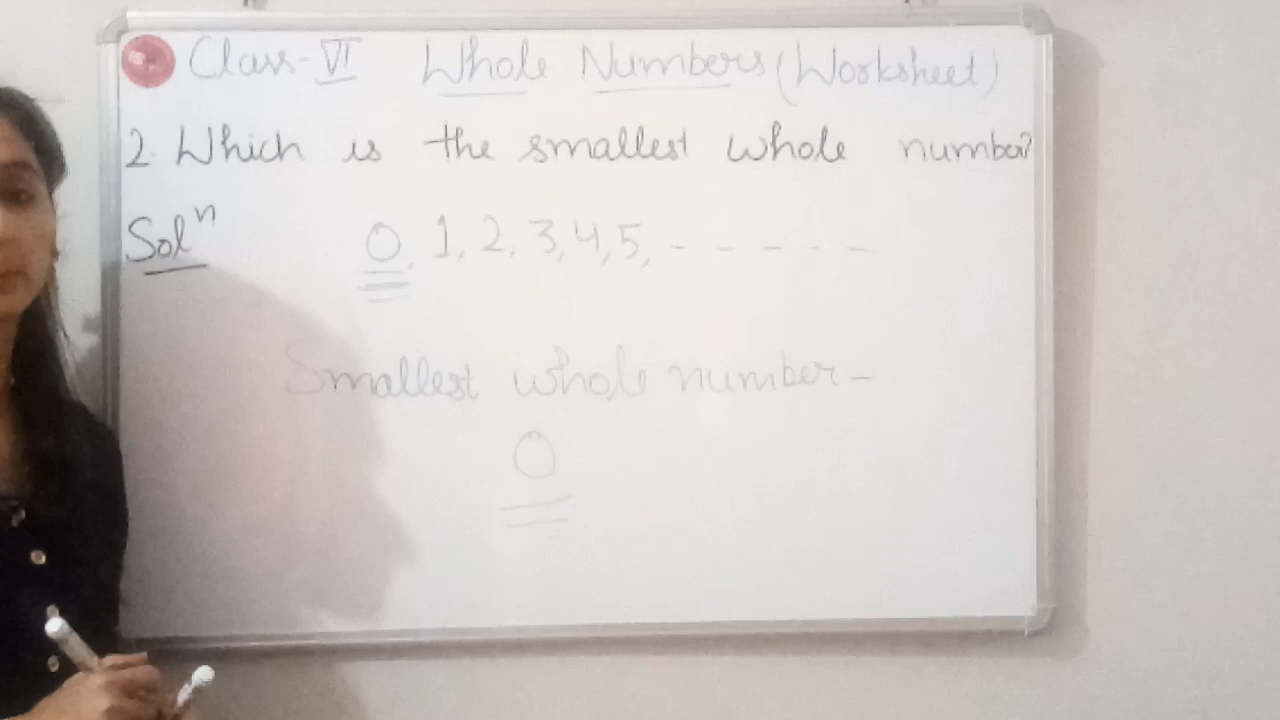 Class-VI Whole Numbers (Worksheet)
2. Which is the smallest whole number?
Solⁿ 0, 1, 2, 3, 4, 5, - - - - -
Smallest whole number -
0